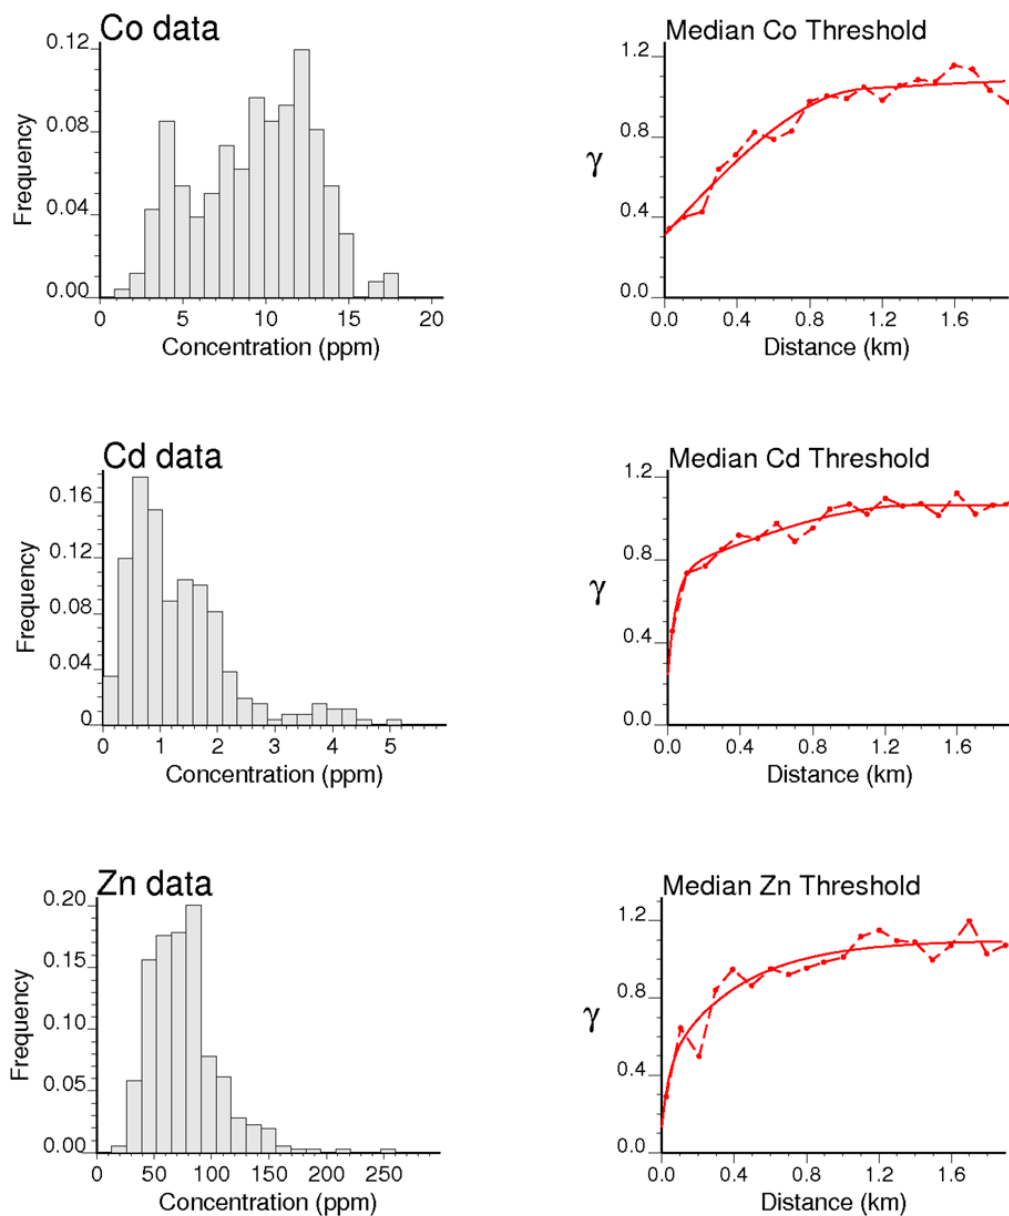 Co data
0.12
0.08
0.04
0.00
Frequency
0 5 10 15 20
Concentration (ppm)
Median Co Threshold
1.2
0.8
0.4
0.0
γ
0.0 0.4 0.8 1.2 1.6
Distance (km)
Cd data
0.16
0.12
0.08
0.04
0
Frequency
0 1 2 3 4 5
Concentration (ppm)
Median Cd Threshold
1.2
0.8
0.4
0.0
γ
0.0 0.4 0.8 1.2 1.6
Distance (km)
Zn data
0.20
0.15
0.10
0.05
0.00
Frequency
0 50 100 150 200 250
Concentration (ppm)
Median Zn Threshold
1.2
0.8
0.4
0.0
γ
0.0 0.4 0.8 1.2 1.6
Distance (km)